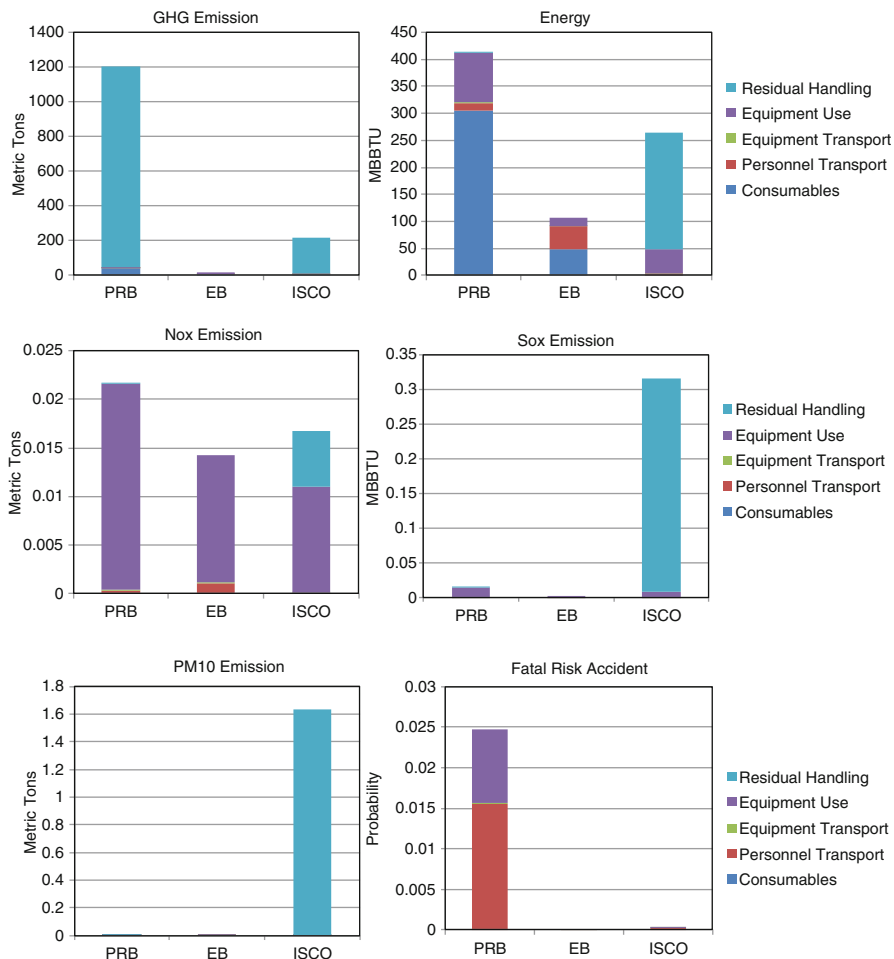 GHG Emission
Metric Tons
1400
1200
1000
800
600
400
200
0
PRB EB ISCO
Energy
MBBTU
450
400
350
300
250
200
150
100
50
0
PRB EB ISCO
Residual Handling
Equipment Use
Equipment Transport
Personnel Transport
Consumables
Nox Emission
Metric Tons
0.025
0.02
0.015
0.01
0.005
0
PRB EB ISCO
Sox Emission
MBBTU
0.35
0.3
0.25
0.2
0.15
0.1
0.05
0
PRB EB ISCO
Residual Handling
Equipment Use
Equipment Transport
Personnel Transport
Consumables
PM10 Emission
Metric Tons
1.8
1.6
1.4
1.2
1
0.8
0.6
0.4
0.2
0
PRB EB ISCO
Fatal Risk Accident
Probability
0.03
0.025
0.02
0.015
0.01
0.005
0
PRB EB ISCO
Residual Handling
Equipment Use
Equipment Transport
Personnel Transport
Consumables